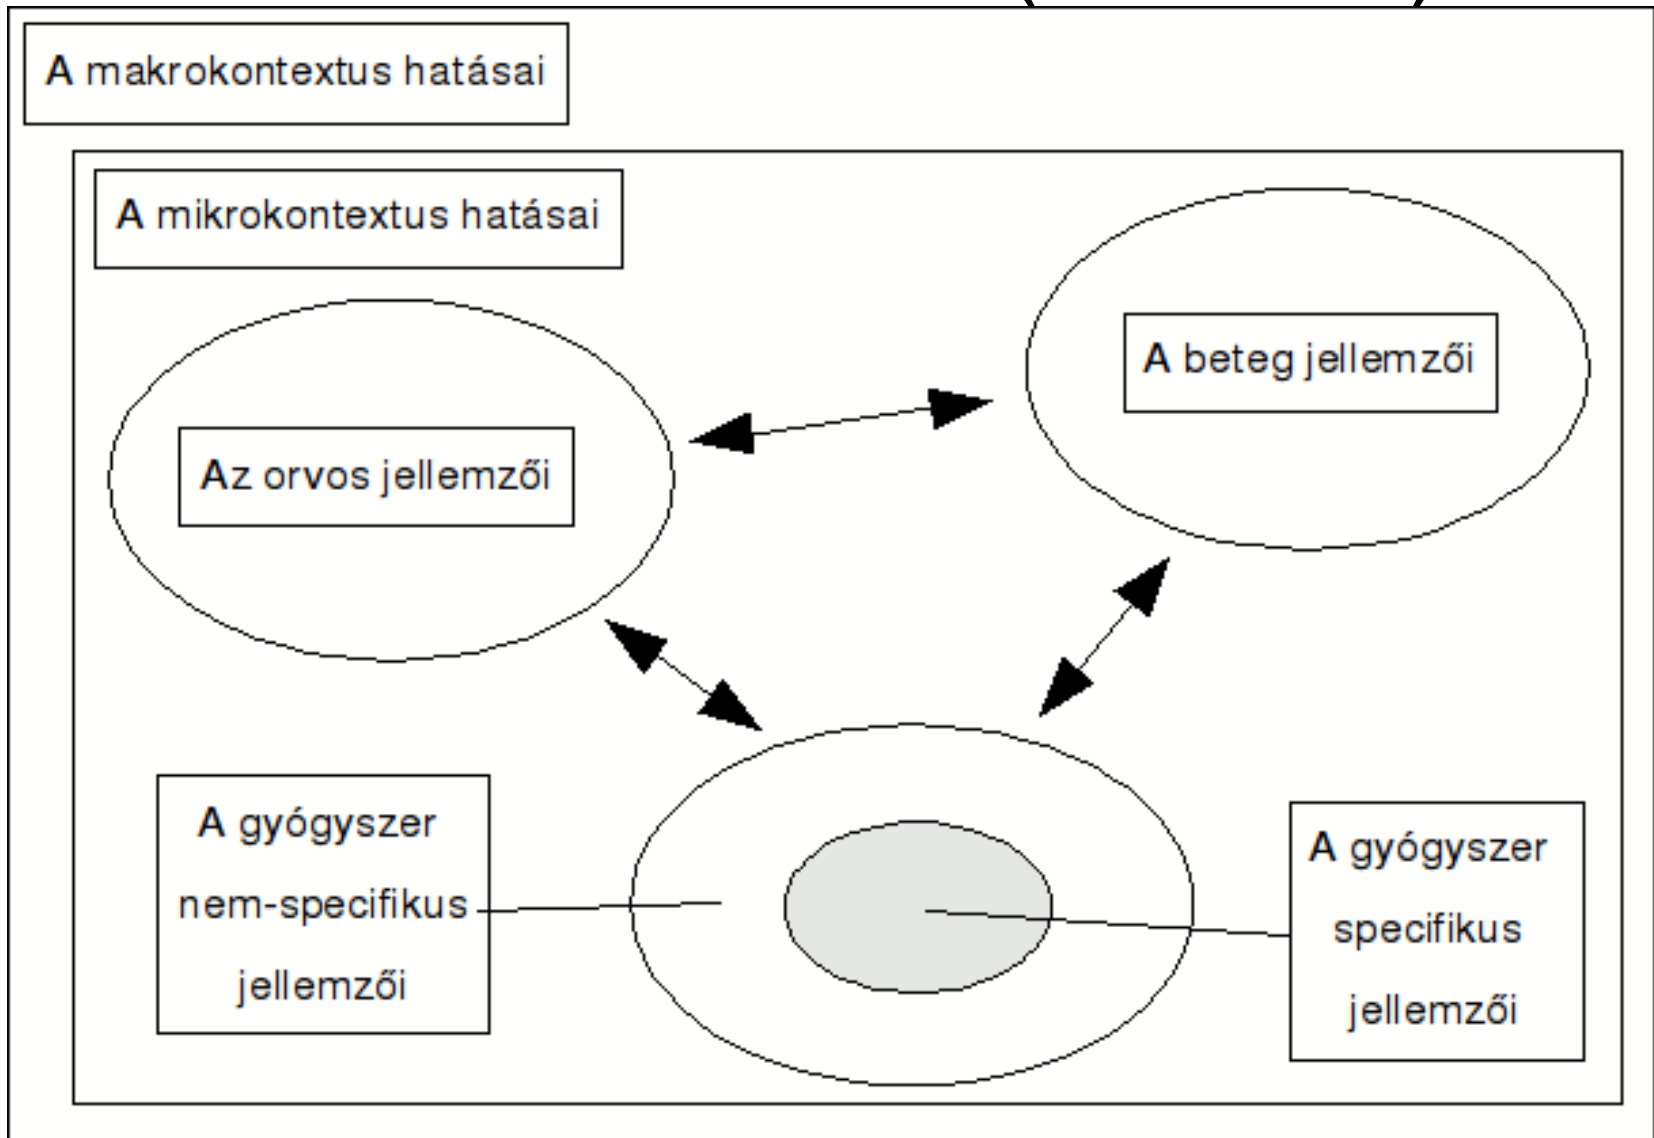 A makrokontextus hatásai
A mikrokontextus hatásai
A beteg jellemzői
Az orvos jellemzői
A gyógyszer
nem-specifikus
jellemzői
A gyógyszer
specifikus
jellemzői